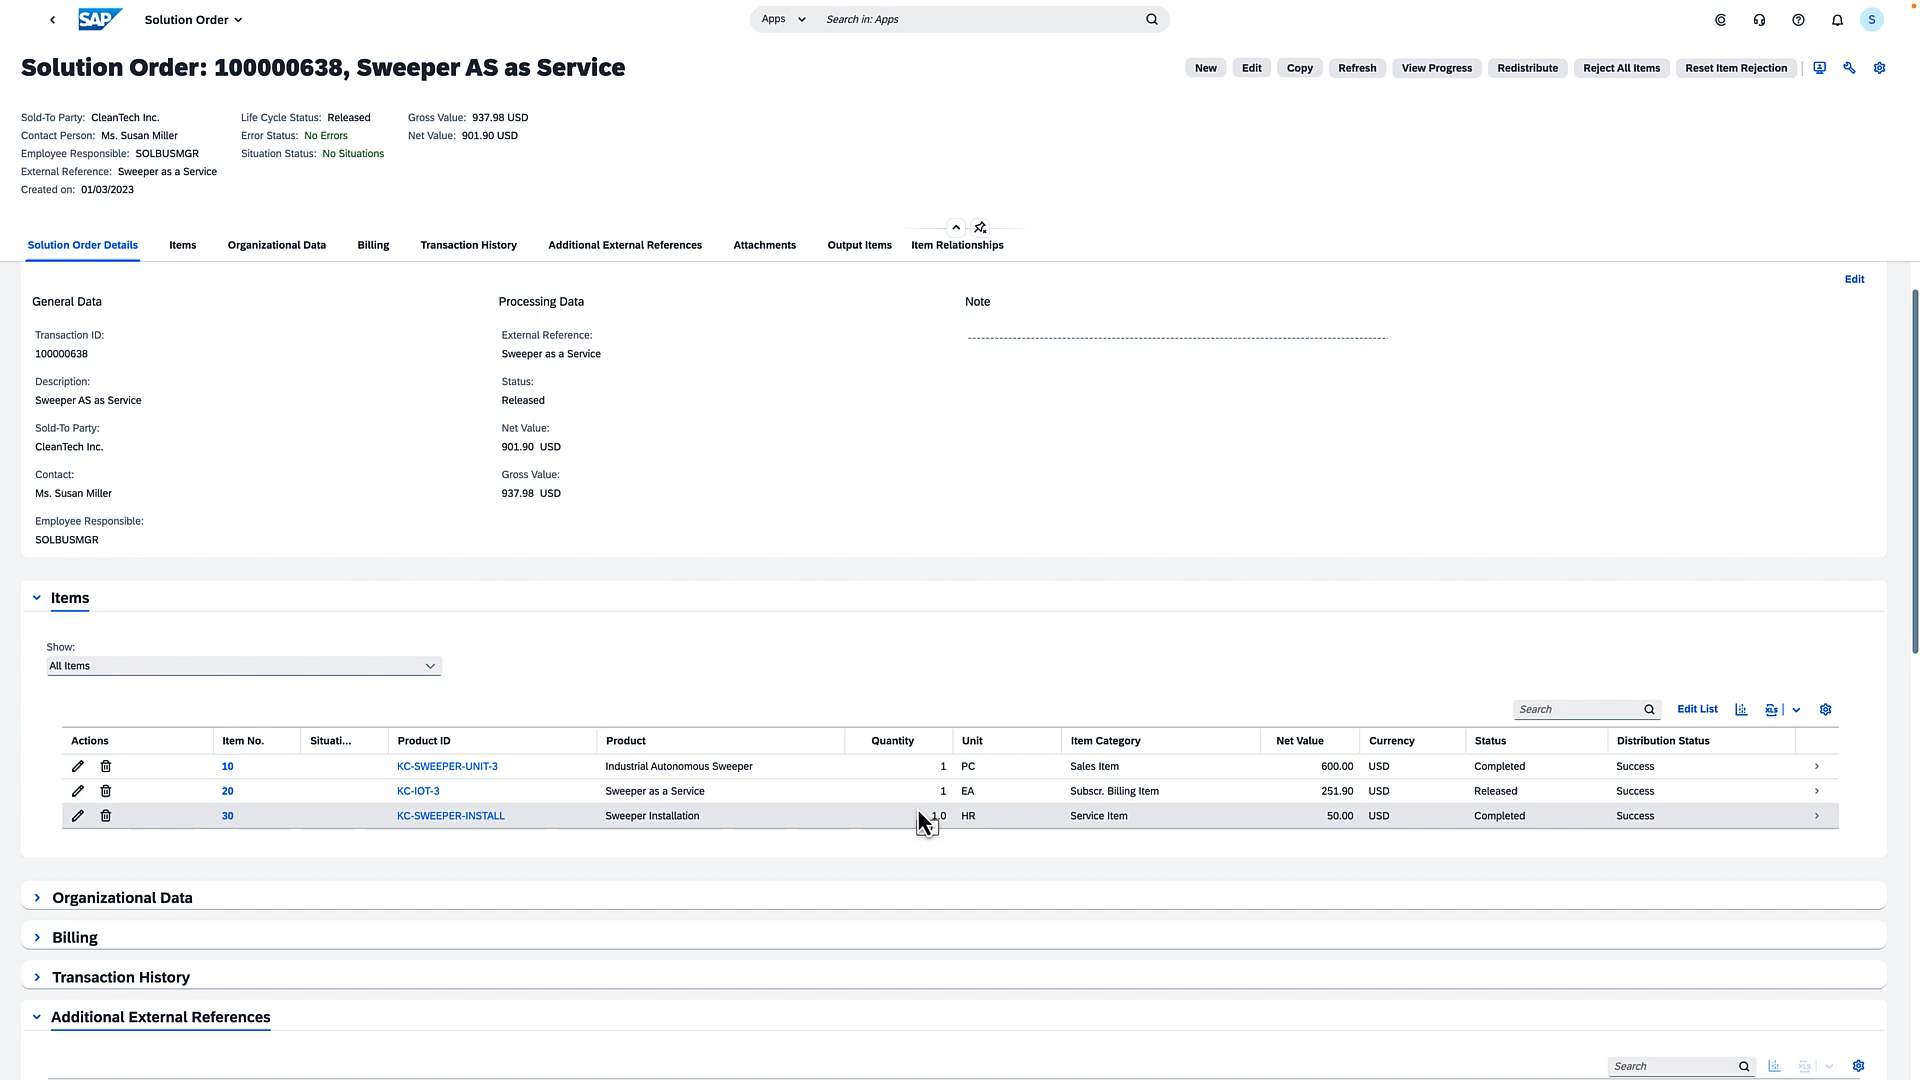 SAP Solution Order Apps Search in: Apps S
Solution Order: 100000638, Sweeper AS as Service
New Edit Copy Refresh View Progress Redistribute Reject All Items Reset Item Rejection
Sold-To Party: CleanTech Inc. Life Cycle Status: Released Gross Value: 937.98 USD
Contact Person: Ms. Susan Miller Error Status: No Errors Net Value: 901.90 USD
Employee Responsible: SOLBUSMGR Situation Status: No Situations
External Reference: Sweeper as a Service
Created on: 01/03/2023
Solution Order Details Items Organizational Data Billing Transaction History Additional External References Attachments Output Items Item Relationships
Edit
General Data Processing Data Note
Transaction ID: External Reference:
100000638 Sweeper as a Service
Description: Status:
Sweeper AS as Service Released
Sold-To Party: Net Value:
CleanTech Inc. 901.90 USD
Contact: Gross Value:
Ms. Susan Miller 937.98 USD
Employee Responsible:
SOLBUSMGR
Items
Show:
All Items
Search Edit List XLS
Actions Item No. Situati... Product ID Product Quantity Unit Item Category Net Value Currency Status Distribution Status
10 KC-SWEEPER-UNIT-3 Industrial Autonomous Sweeper 1 PC Sales Item 600.00 USD Completed Success
20 KC-IOT-3 Sweeper as a Service 1 EA Subscr. Billing Item 251.90 USD Released Success
30 KC-SWEEPER-INSTALL Sweeper Installation 1.0 HR Service Item 50.00 USD Completed Success
Organizational Data
Billing
Transaction History
Additional External References
Search XLS